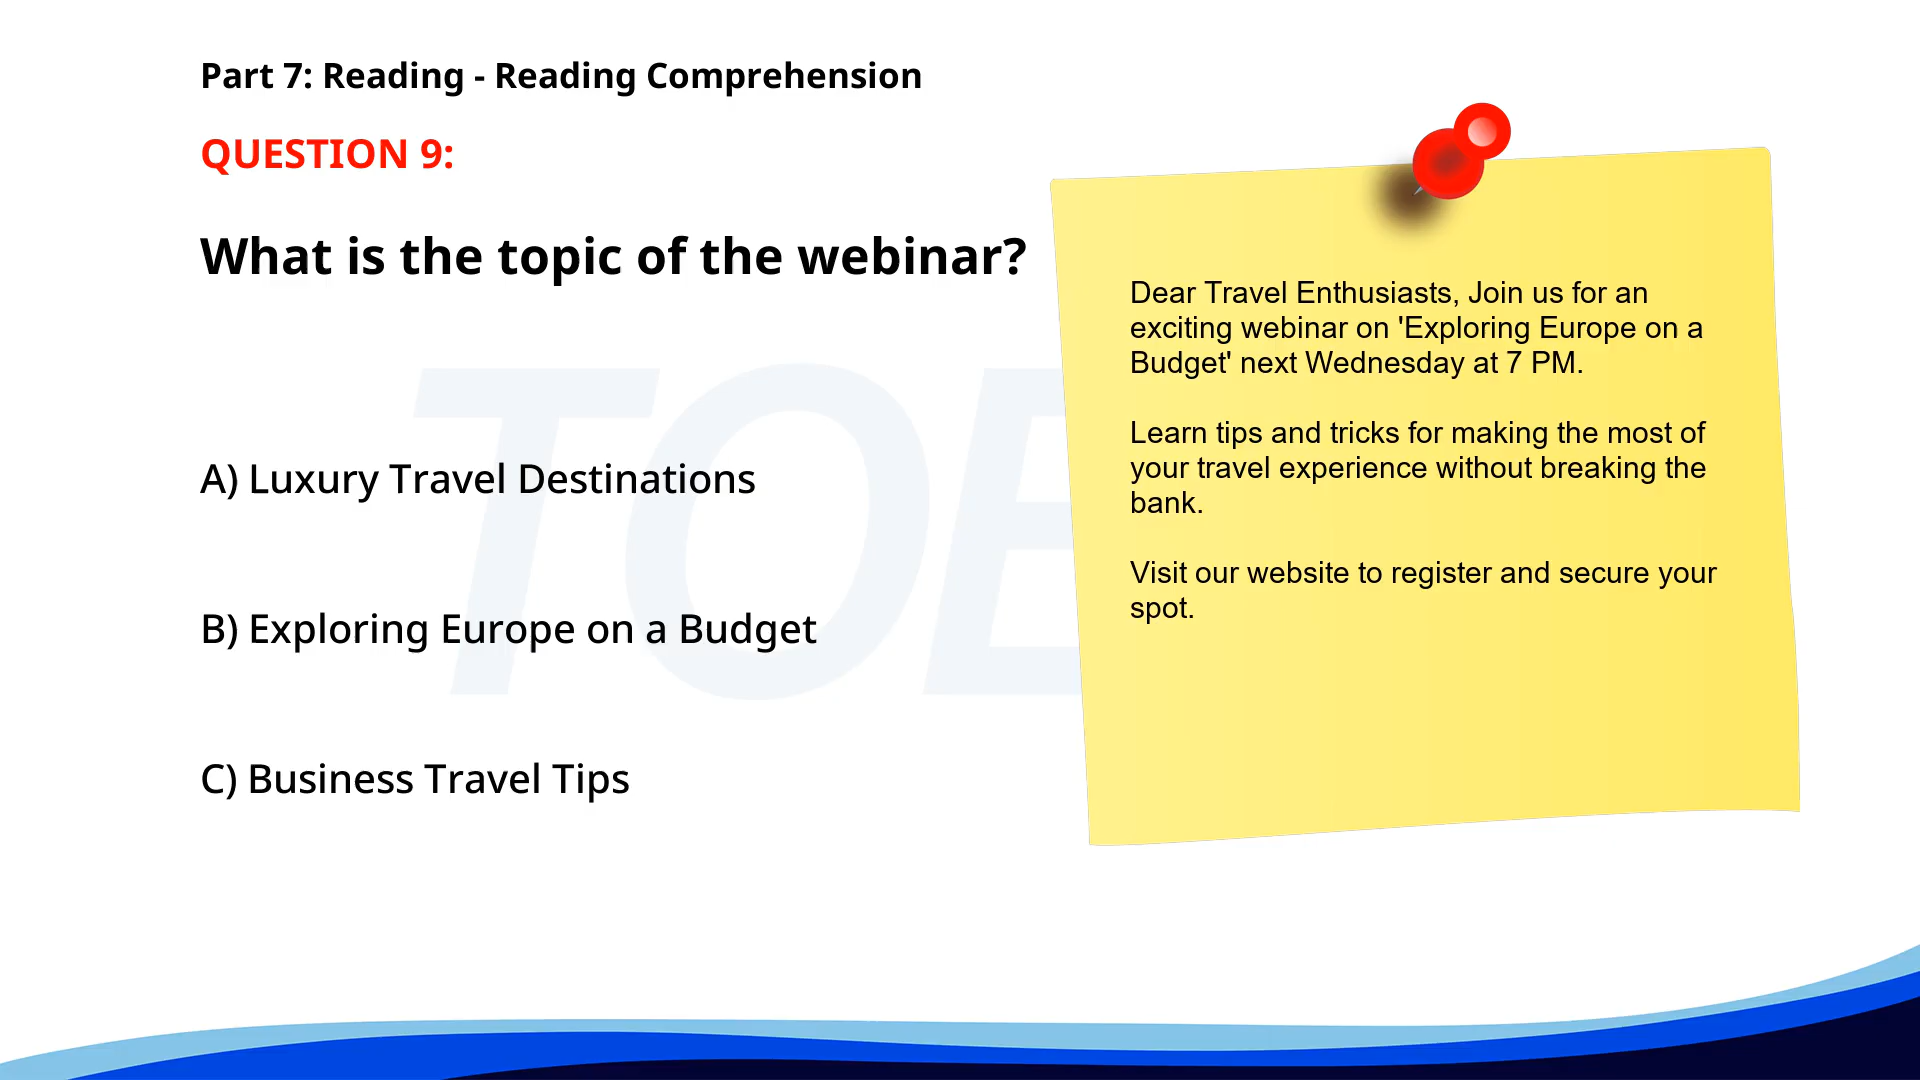 Part 7: Reading - Reading Comprehension
QUESTION 9:
What is the topic of the webinar?
A) Luxury Travel Destinations
B) Exploring Europe on a Budget
C) Business Travel Tips
Dear Travel Enthusiasts, Join us for an
exciting webinar on 'Exploring Europe on a
Budget' next Wednesday at 7 PM.
Learn tips and tricks for making the most of
your travel experience without breaking the
bank.
Visit our website to register and secure your
spot.